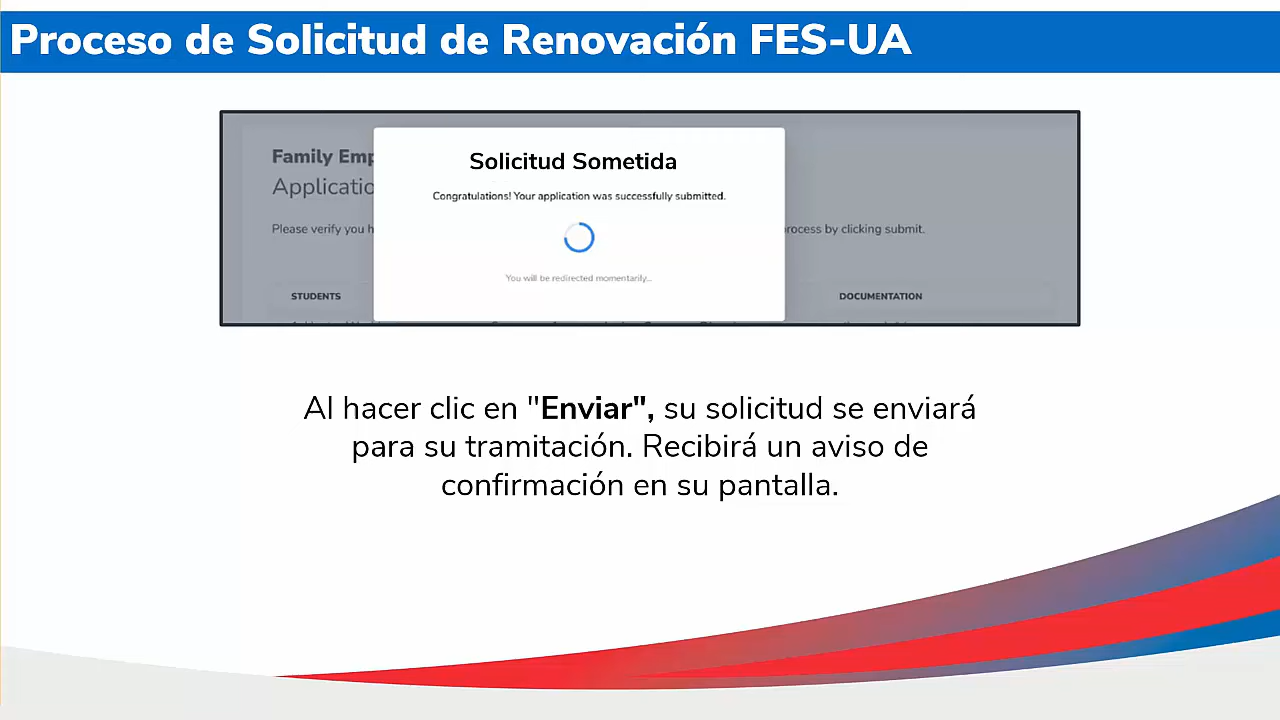 Proceso de Solicitud de Renovación FES-UA
Solicitud Sometida
Family Emp
Applicatio
Congratulations! Your application was successfully submitted.
Please verify you h
rocess by clicking submit.
You will be redirected momentarily...
STUDENTS
DOCUMENTATION
Al hacer clic en "Enviar", su solicitud se enviará
para su tramitación. Recibirá un aviso de
confirmación en su pantalla.